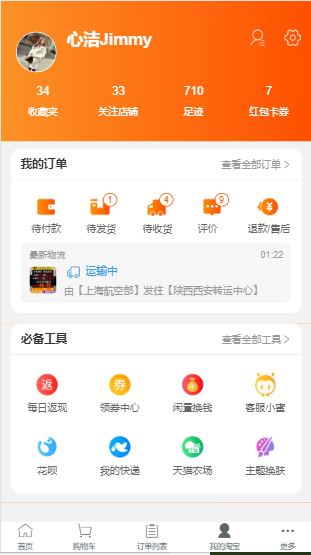 心洁Jimmy
34 33 710 7
收藏夹 关注店铺 足迹 红包卡券
我的订单 查看全部订单 >
1 4 9
待付款 待发货 待收货 评价 退款/售后
最新物流 01:22
运输中
由【上海航空部】发往【陕西西安转运中心】
必备工具 查看全部工具 >
返 券
每日返现 领券中心 闲置换钱 客服小蜜
花呗 我的快递 天猫农场 主题换肤
首页 购物车 订单列表 我的淘宝 更多